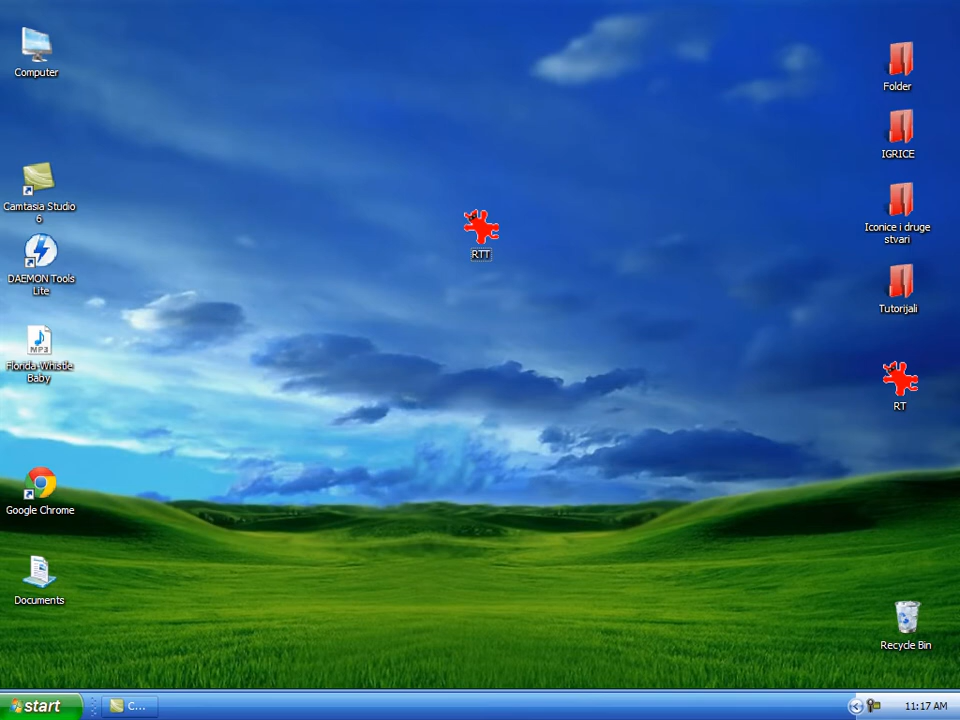 Computer
Camtasia Studio
6
DAEMON Tools
Lite
MP3
Florida-Whistle
Baby
Google Chrome
Documents
RTT
Folder
IGRICE
Iconice i druge
stvari
Tutorijali
RT
Recycle Bin
start
C...
11:17 AM